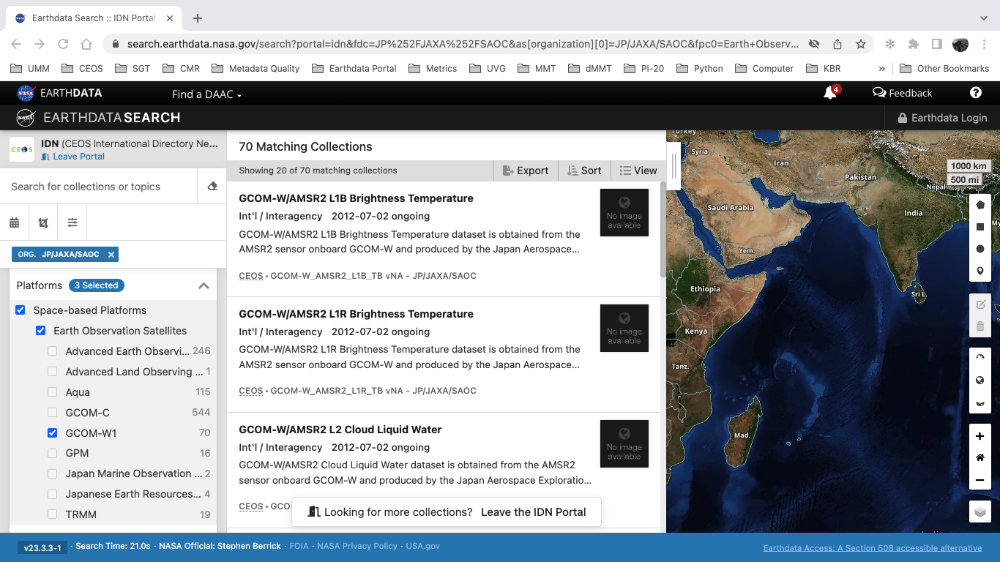 Earthdata Search :: IDN Portal
search.earthdata.nasa.gov/search?portal=idn&fdc=JP%252FJAXA%252FSAOC&as[organization][0]=JP/JAXA/SAOC&fpc0=Earth+Observ...
UMM CEOS SGT CMR Metadata Quality Earthdata Portal Metrics UVG MMT dMMT PI-20 Python Computer KBR » Other Bookmarks
EARTHDATA Find a DAAC 4 Feedback
EARTHDATA SEARCH Earthdata Login
CEOS IDN (CEOS International Directory Ne...
Leave Portal
Search for collections or topics
ORG. JP/JAXA/SAOC ×
Platforms 3 Selected
Space-based Platforms
Earth Observation Satellites
Advanced Earth Observi... 246
Advanced Land Observing ... 1
Aqua 115
GCOM-C 544
GCOM-W1 70
GPM 16
Japan Marine Observation ... 2
Japanese Earth Resources... 4
TRMM 19
70 Matching Collections
Showing 20 of 70 matching collections Export Sort View
GCOM-W/AMSR2 L1B Brightness Temperature
Int'l / Interagency 2012-07-02 ongoing
GCOM-W/AMSR2 L1B Brightness Temperature dataset is obtained from the
AMSR2 sensor onboard GCOM-W and produced by the Japan Aerospace...
CEOS • GCOM-W_AMSR2_L1B_TB vNA - JP/JAXA/SAOC
No image
available
GCOM-W/AMSR2 L1R Brightness Temperature
Int'l / Interagency 2012-07-02 ongoing
GCOM-W/AMSR2 L1R Brightness Temperature dataset is obtained from the
AMSR2 sensor onboard GCOM-W and produced by the Japan Aerospace...
CEOS • GCOM-W_AMSR2_L1R_TB vNA - JP/JAXA/SAOC
No image
available
GCOM-W/AMSR2 L2 Cloud Liquid Water
Int'l / Interagency 2012-07-02 ongoing
GCOM-W/AMSR2 Cloud Liquid Water dataset is obtained from the AMSR2
sensor onboard GCOM-W and produced by the Japan Aerospace Exploratio...
CEOS • GCO
No image
available
Looking for more collections? Leave the IDN Portal
Turkey
Syria
Iran
Pakistan
Nepal
Saudi Arabia
India
My
Yem.
Ethiopia
Sri L.
Kenya
Tanz.
Mad.
1000 km
500 mi
v23.3.3-1 · Search Time: 21.0s · NASA Official: Stephen Berrick · FOIA · NASA Privacy Policy · USA.gov
Earthdata Access: A Section 508 accessible alternative